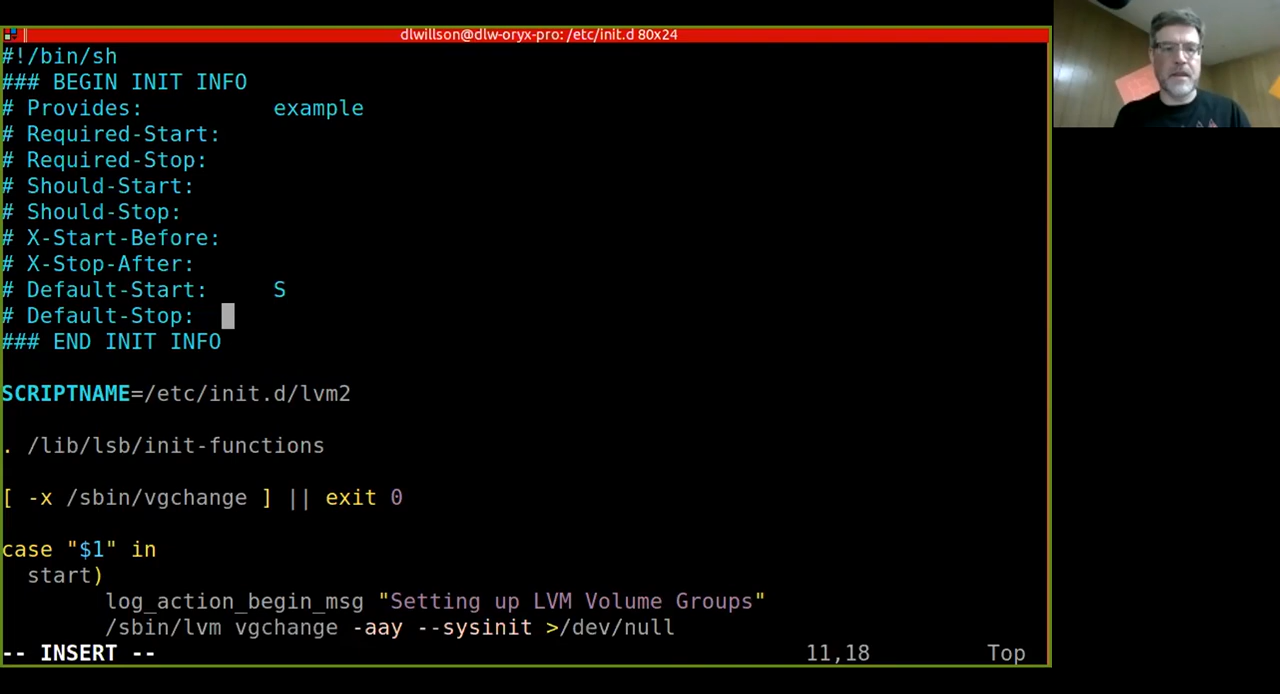 dlwillson@dlw-oryx-pro: /etc/init.d 80x24
#!/bin/sh
### BEGIN INIT INFO
# Provides:          example
# Required-Start:
# Required-Stop:
# Should-Start:
# Should-Stop:
# X-Start-Before:
# X-Stop-After:
# Default-Start:     S
# Default-Stop:
### END INIT INFO
SCRIPTNAME=/etc/init.d/lvm2
. /lib/lsb/init-functions
[ -x /sbin/vgchange ] || exit 0
case "$1" in
  start)
        log_action_begin_msg "Setting up LVM Volume Groups"
        /sbin/lvm vgchange -aay --sysinit >/dev/null
-- INSERT --                                                  11,18         Top